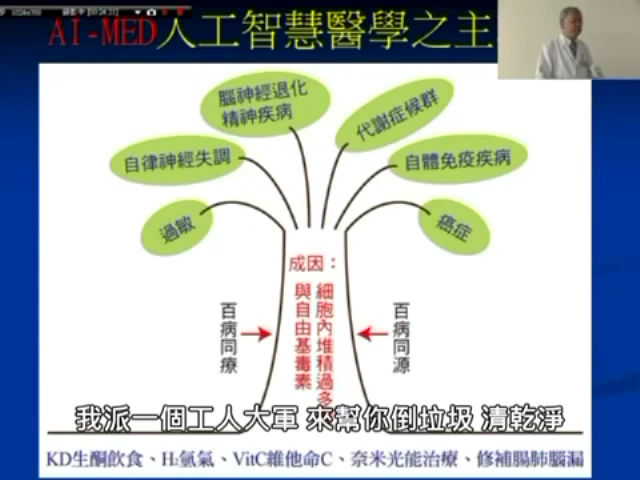 AI-MED人工智慧醫學之主
腦神經退化
精神疾病
代謝症候群
自律神經失調
自體免疫疾病
過敏
癌症
成因：
細胞內堆積過多
與自由基毒素
百病同療
百病同源
我派一個工人大軍 來幫你倒垃圾 清乾淨
KD生酮飲食、H2氫氣、VitC維他命C、奈米光能治療、修補腸肺腦漏